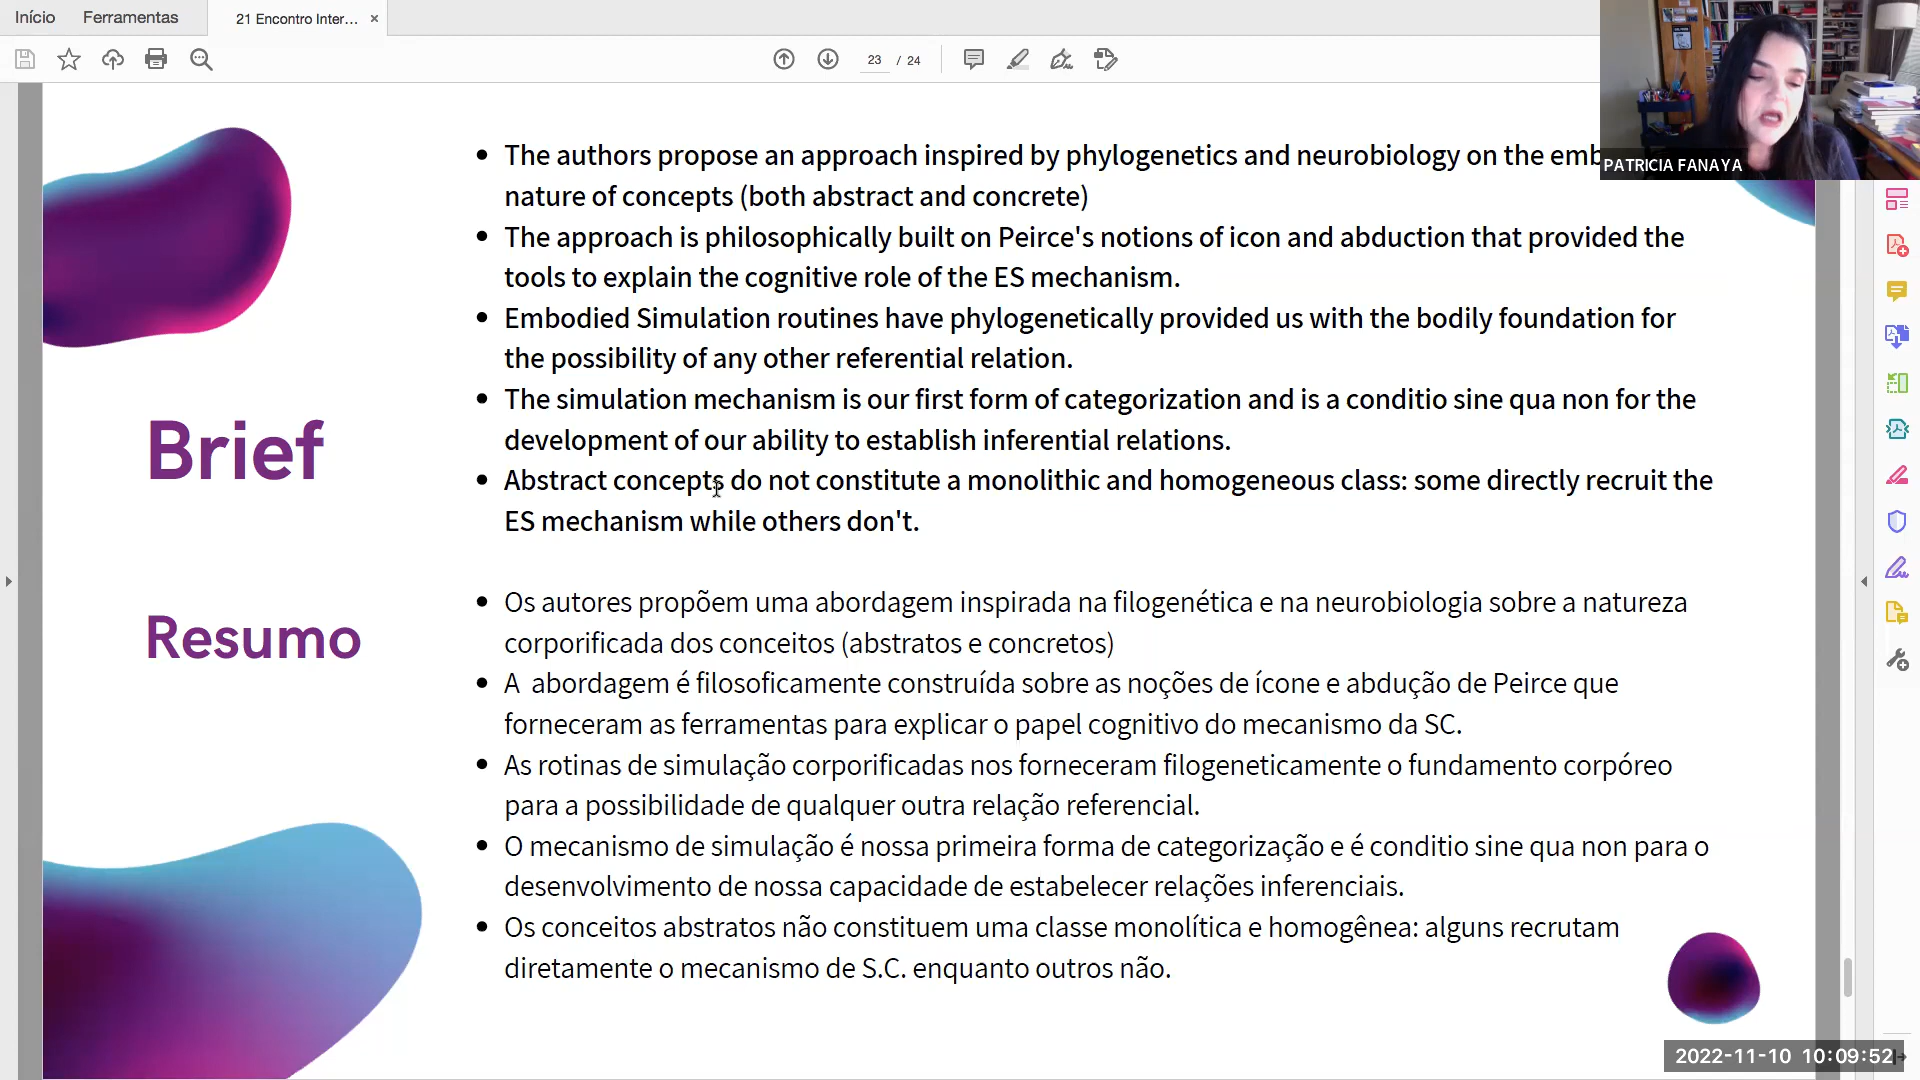 Início Ferramentas 21 Encontro Inter... ×
23 / 24
PATRICIA FANAYA
The authors propose an approach inspired by phylogenetics and neurobiology on the
nature of concepts (both abstract and concrete)
The approach is philosophically built on Peirce's notions of icon and abduction that provided the
tools to explain the cognitive role of the ES mechanism.
Embodied Simulation routines have phylogenetically provided us with the bodily foundation for
the possibility of any other referential relation.
The simulation mechanism is our first form of categorization and is a conditio sine qua non for the
development of our ability to establish inferential relations.
Abstract concepts do not constitute a monolithic and homogeneous class: some directly recruit the
ES mechanism while others don't.
Brief
Resumo
Os autores propõem uma abordagem inspirada na filogenética e na neurobiologia sobre a natureza
corporificada dos conceitos (abstratos e concretos)
A abordagem é filosoficamente construída sobre as noções de ícone e abdução de Peirce que
forneceram as ferramentas para explicar o papel cognitivo do mecanismo da SC.
As rotinas de simulação corporificadas nos forneceram filogeneticamente o fundamento corpóreo
para a possibilidade de qualquer outra relação referencial.
O mecanismo de simulação é nossa primeira forma de categorização e é conditio sine qua non para o
desenvolvimento de nossa capacidade de estabelecer relações inferenciais.
Os conceitos abstratos não constituem uma classe monolítica e homogênea: alguns recrutam
diretamente o mecanismo de S.C. enquanto outros não.
2022-11-10 10:09:52